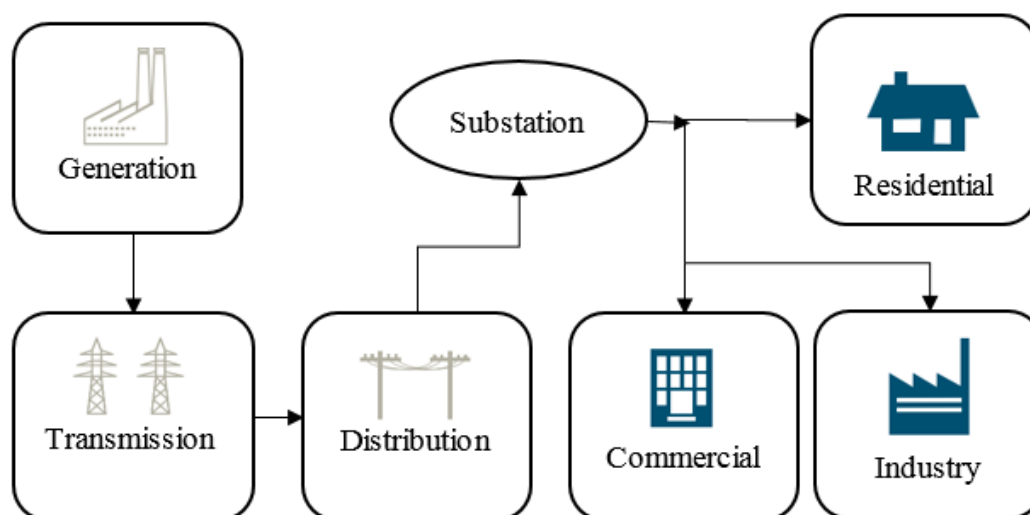 Generation
Substation
Residential
Transmission
Distribution
Commercial
Industry